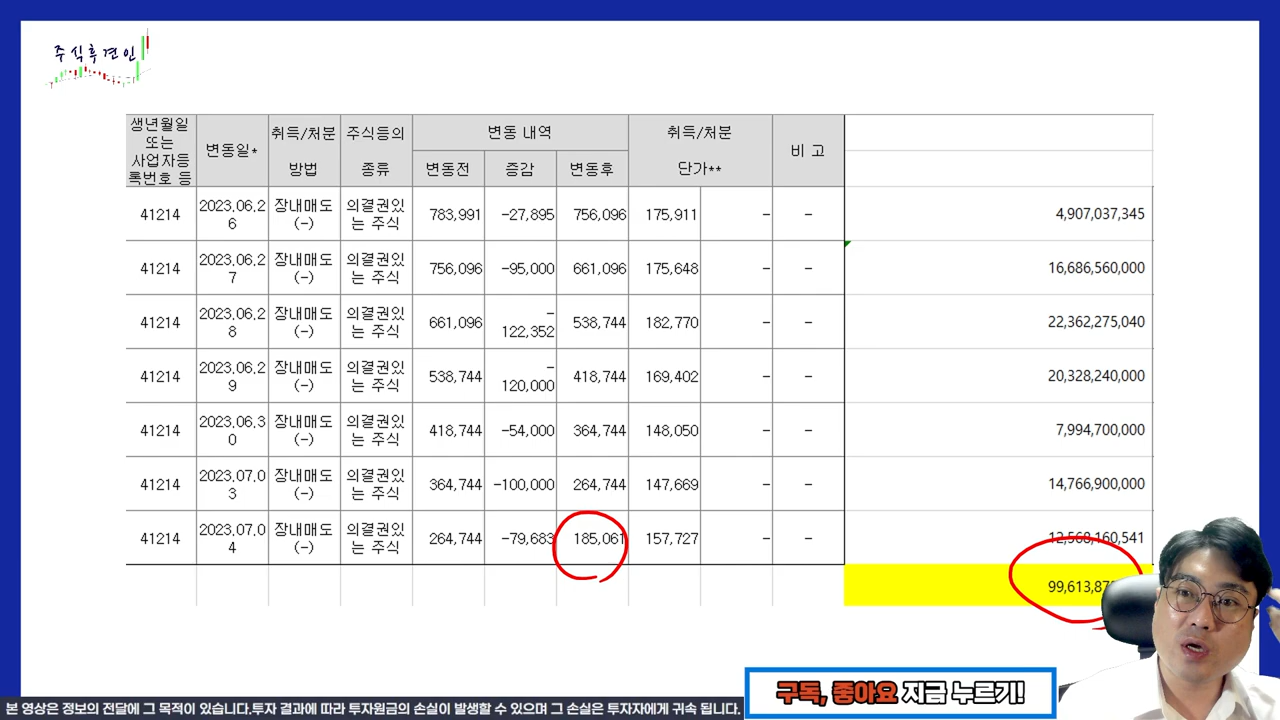 주식후견인
생년월일 또는 사업자등록번호 등 변동일* 취득/처분 방법 주식등의 종류 변동 내역 취득/처분 단가** 비 고
변동전 증감 변동후
41214 2023.06.26 장내매도(-) 의결권있는 주식 783,991 -27,895 756,096 175,911 - - 4,907,037,345
41214 2023.06.27 장내매도(-) 의결권있는 주식 756,096 -95,000 661,096 175,648 - - 16,686,560,000
41214 2023.06.28 장내매도(-) 의결권있는 주식 661,096 -122,352 538,744 182,770 - - 22,362,275,040
41214 2023.06.29 장내매도(-) 의결권있는 주식 538,744 -120,000 418,744 169,402 - - 20,328,240,000
41214 2023.06.30 장내매도(-) 의결권있는 주식 418,744 -54,000 364,744 148,050 - - 7,994,700,000
41214 2023.07.03 장내매도(-) 의결권있는 주식 364,744 -100,000 264,744 147,669 - - 14,766,900,000
41214 2023.07.04 장내매도(-) 의결권있는 주식 264,744 -79,683 185,061 157,727 - - 12,568,160,541
99,613,87
구독, 좋아요 지금 누르기!
본 영상은 정보의 전달에 그 목적이 있습니다.투자 결과에 따라 투자원금의 손실이 발생할 수 있으며 그 손실은 투자자에게 귀속 됩니다.